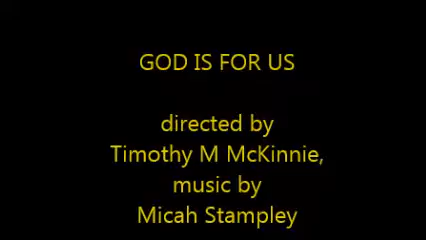 GOD IS FOR US
directed by
Timothy M McKinnie,
music by
Micah Stampley